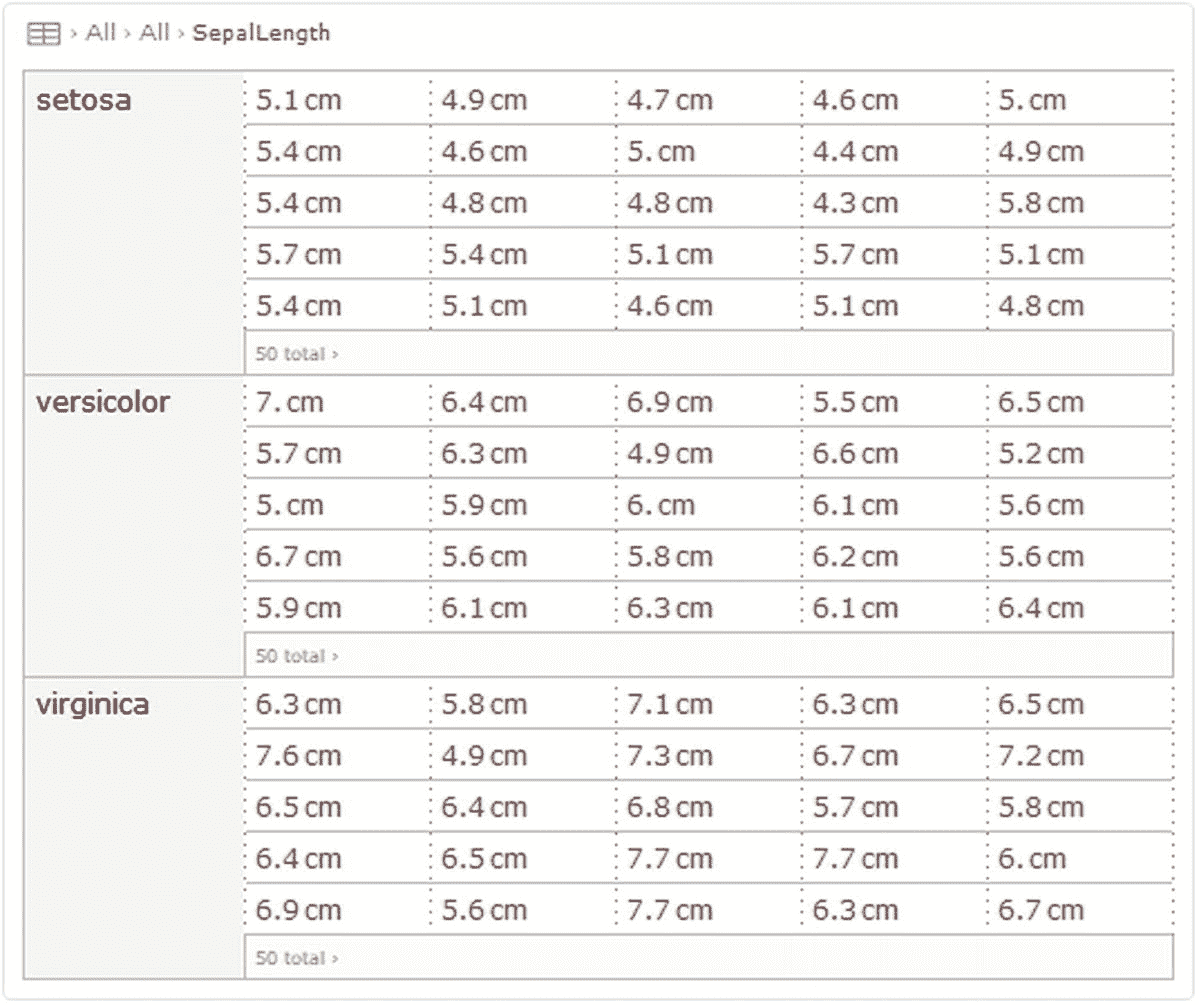 › All › All › SepalLength
setosa 5.1 cm 4.9 cm 4.7 cm 4.6 cm 5. cm
5.4 cm 4.6 cm 5. cm 4.4 cm 4.9 cm
5.4 cm 4.8 cm 4.8 cm 4.3 cm 5.8 cm
5.7 cm 5.4 cm 5.1 cm 5.7 cm 5.1 cm
5.4 cm 5.1 cm 4.6 cm 5.1 cm 4.8 cm
50 total ›
versicolor 7. cm 6.4 cm 6.9 cm 5.5 cm 6.5 cm
5.7 cm 6.3 cm 4.9 cm 6.6 cm 5.2 cm
5. cm 5.9 cm 6. cm 6.1 cm 5.6 cm
6.7 cm 5.6 cm 5.8 cm 6.2 cm 5.6 cm
5.9 cm 6.1 cm 6.3 cm 6.1 cm 6.4 cm
50 total ›
virginica 6.3 cm 5.8 cm 7.1 cm 6.3 cm 6.5 cm
7.6 cm 4.9 cm 7.3 cm 6.7 cm 7.2 cm
6.5 cm 6.4 cm 6.8 cm 5.7 cm 5.8 cm
6.4 cm 6.5 cm 7.7 cm 7.7 cm 6. cm
6.9 cm 5.6 cm 7.7 cm 6.3 cm 6.7 cm
50 total ›